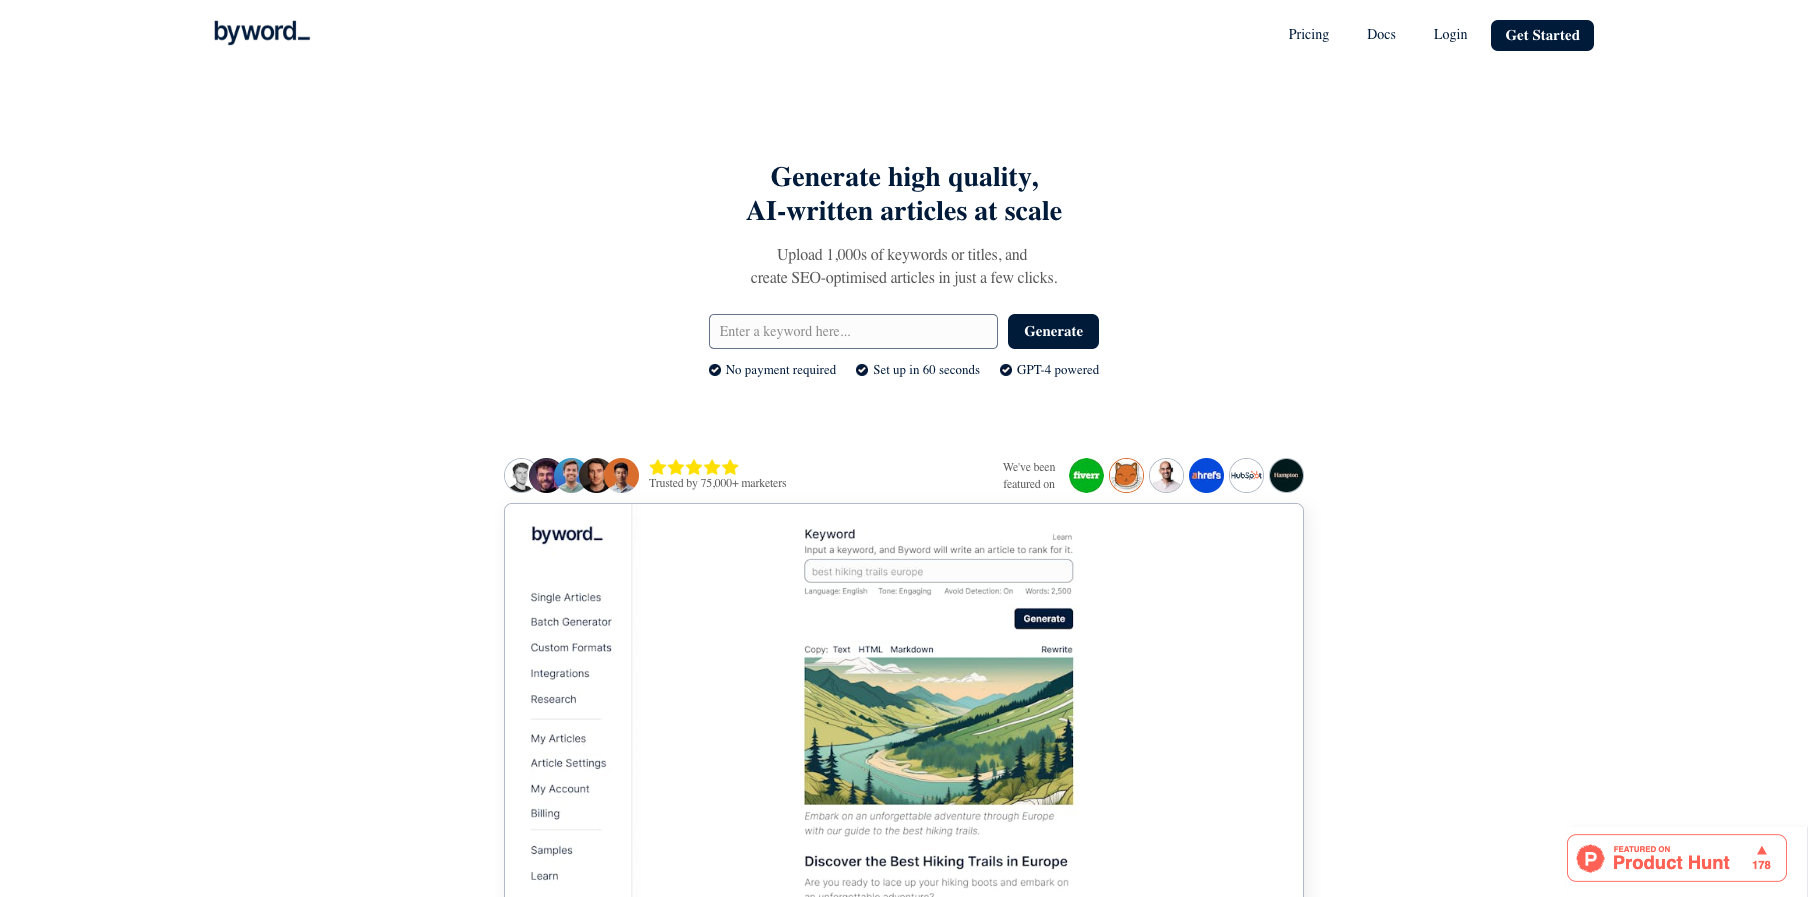 byword_
Pricing
Docs
Login
Get Started
Generate high quality,
AI-written articles at scale
Upload 1,000s of keywords or titles, and
create SEO-optimised articles in just a few clicks.
Enter a keyword here...
Generate
No payment required
Set up in 60 seconds
GPT-4 powered
Trusted by 75,000+ marketers
We've been
featured on
fiverr
ahrefs
HubSpot
Hampton
byword_
Single Articles
Batch Generator
Custom Formats
Integrations
Research
My Articles
Article Settings
My Account
Billing
Samples
Learn
Keyword
Learn
Input a keyword, and Byword will write an article to rank for it.
best hiking trails europe
Language: English Tone: Engaging Avoid Detection: On Words: 2,500
Generate
Copy: Text HTML Markdown
Rewrite
Embark on an unforgettable adventure through Europe
with our guide to the best hiking trails.
Discover the Best Hiking Trails in Europe
Are you ready to lace up your hiking boots and embark on
an unforgettable adventure?
P
FEATURED ON
Product Hunt
178